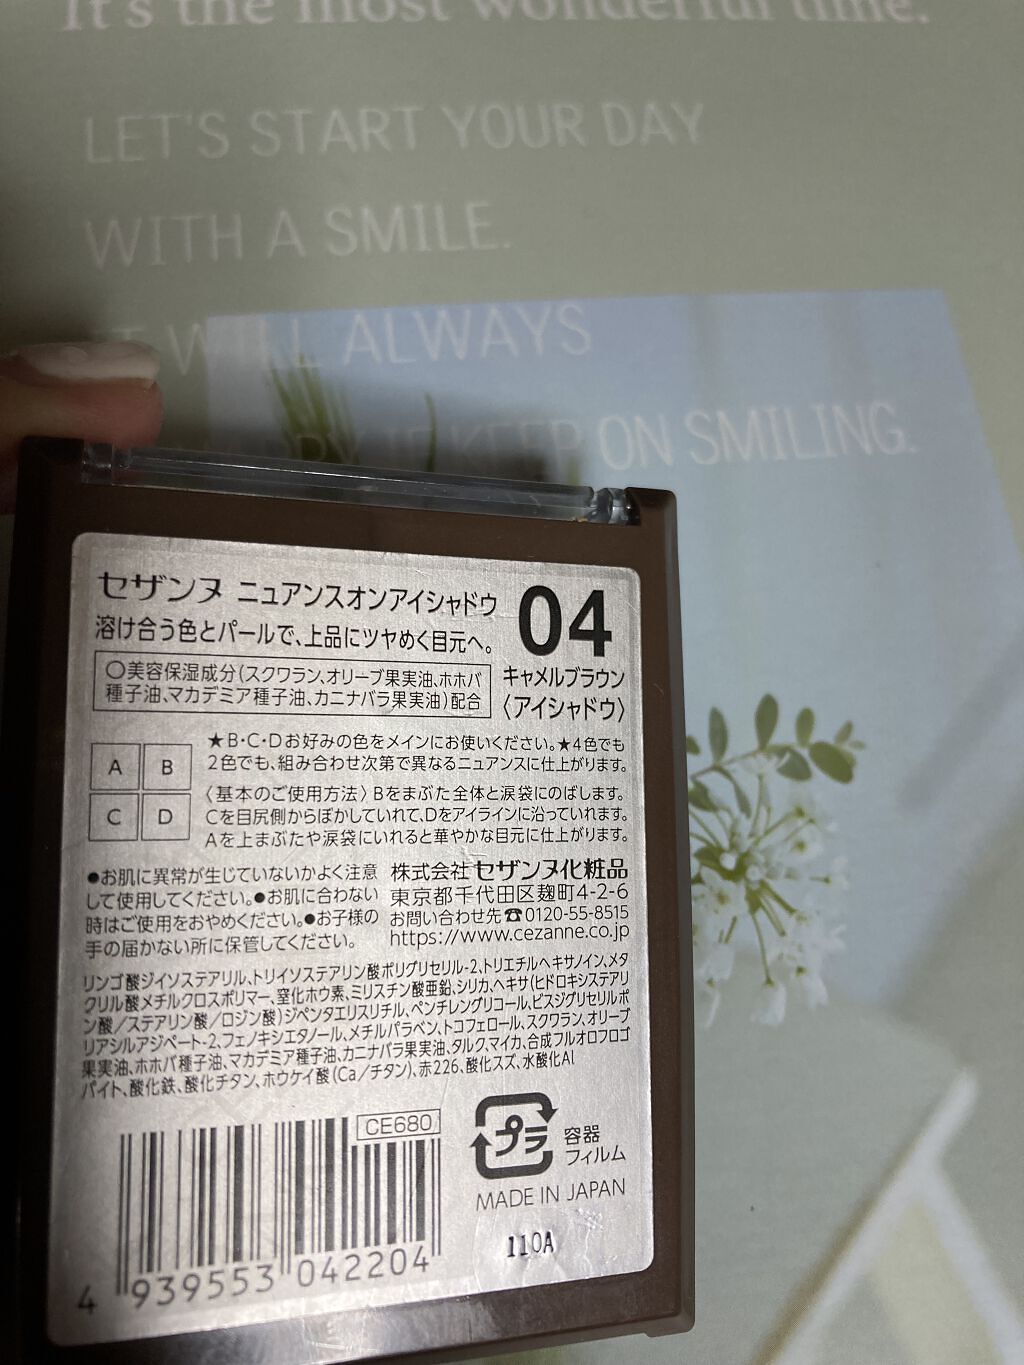 It's the most wonderful time.
LET'S START YOUR DAY
WITH A SMILE.
WILL ALWAYS
KEEP ON SMILING.
セザンヌ ニュアンスオンアイシャドウ
溶け合う色とパールで、上品にツヤめく目元へ。
04
キャメルブラウン
〈アイシャドウ〉
○美容保湿成分(スクワラン、オリーブ果実油、ホホバ
種子油、マカデミア種子油、カニナバラ果実油)配合
A B
C D
★B・C・Dお好みの色をメインにお使いください。★4色でも
2色でも、組み合わせ次第で異なるニュアンスに仕上がります。
〈基本のご使用方法〉Bをまぶた全体と涙袋にのばします。
Cを目尻側からぼかしていれて、Dをアイラインに沿っていれます。
Aを上まぶたや涙袋にいれると華やかな目元に仕上がります。
●お肌に異常が生じていないかよく注意
して使用してください。●お肌に合わない
時はご使用をおやめください。●お子様の
手の届かない所に保管してください。
株式会社セザンヌ化粧品
東京都千代田区麹町4-2-6
お問い合わせ先☎0120-55-8515
https://www.cezanne.co.jp
リンゴ酸ジイソステアリル、トリイソステアリン酸ポリグリセリル-2、トリエチルヘキサノイン、メタ
クリル酸メチルクロスポリマー、窒化ホウ素、ミリスチン酸亜鉛、シリカ、ヘキサ(ヒドロキシステアリ
ン酸/ステアリン酸/ロジン酸)ジペンタエリスリチル、ペンチレングリコール、ビスジグリセリルポ
リアシルアジペート-2、フェノキシエタノール、メチルパラベン、トコフェロール、スクワラン、オリーブ
果実油、ホホバ種子油、マカデミア種子油、カニナバラ果実油、タルク、マイカ、合成フルオロフロゴ
パイト、酸化鉄、酸化チタン、ホウケイ酸(Ca/チタン)、赤226、酸化スズ、水酸化Al
CE680
プラ
容器
フィルム
MADE IN JAPAN
110A
4 939553 042204